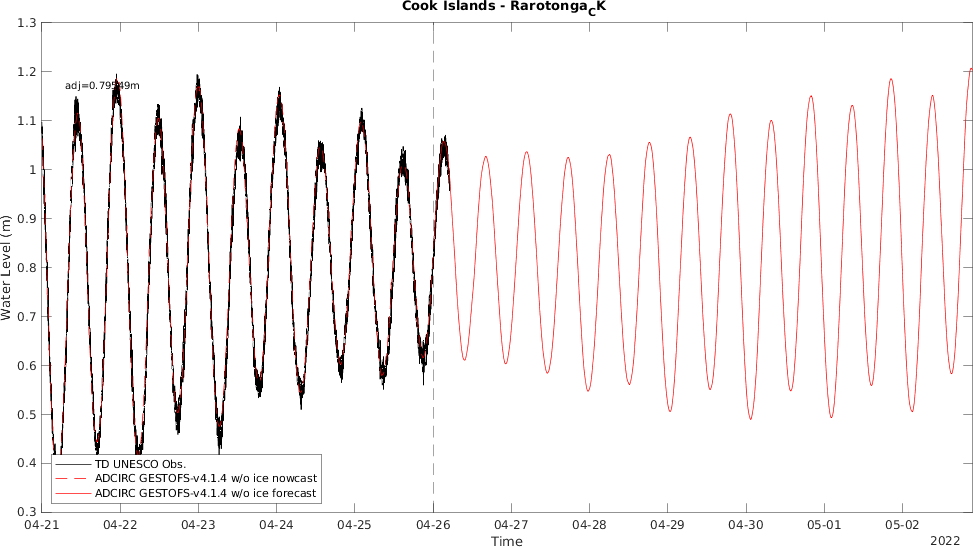 Cook Islands - Rarotonga_CK
1.3
1.2
1.1
1
0.9
0.8
0.7
0.6
0.5
0.4
0.3
Water Level (m)
adj=0.79549m
TD UNESCO Obs.
ADCIRC GESTOFS-v4.1.4 w/o ice nowcast
ADCIRC GESTOFS-v4.1.4 w/o ice forecast
04-21 04-22 04-23 04-24 04-25 04-26 04-27 04-28 04-29 04-30 05-01 05-02
Time
2022